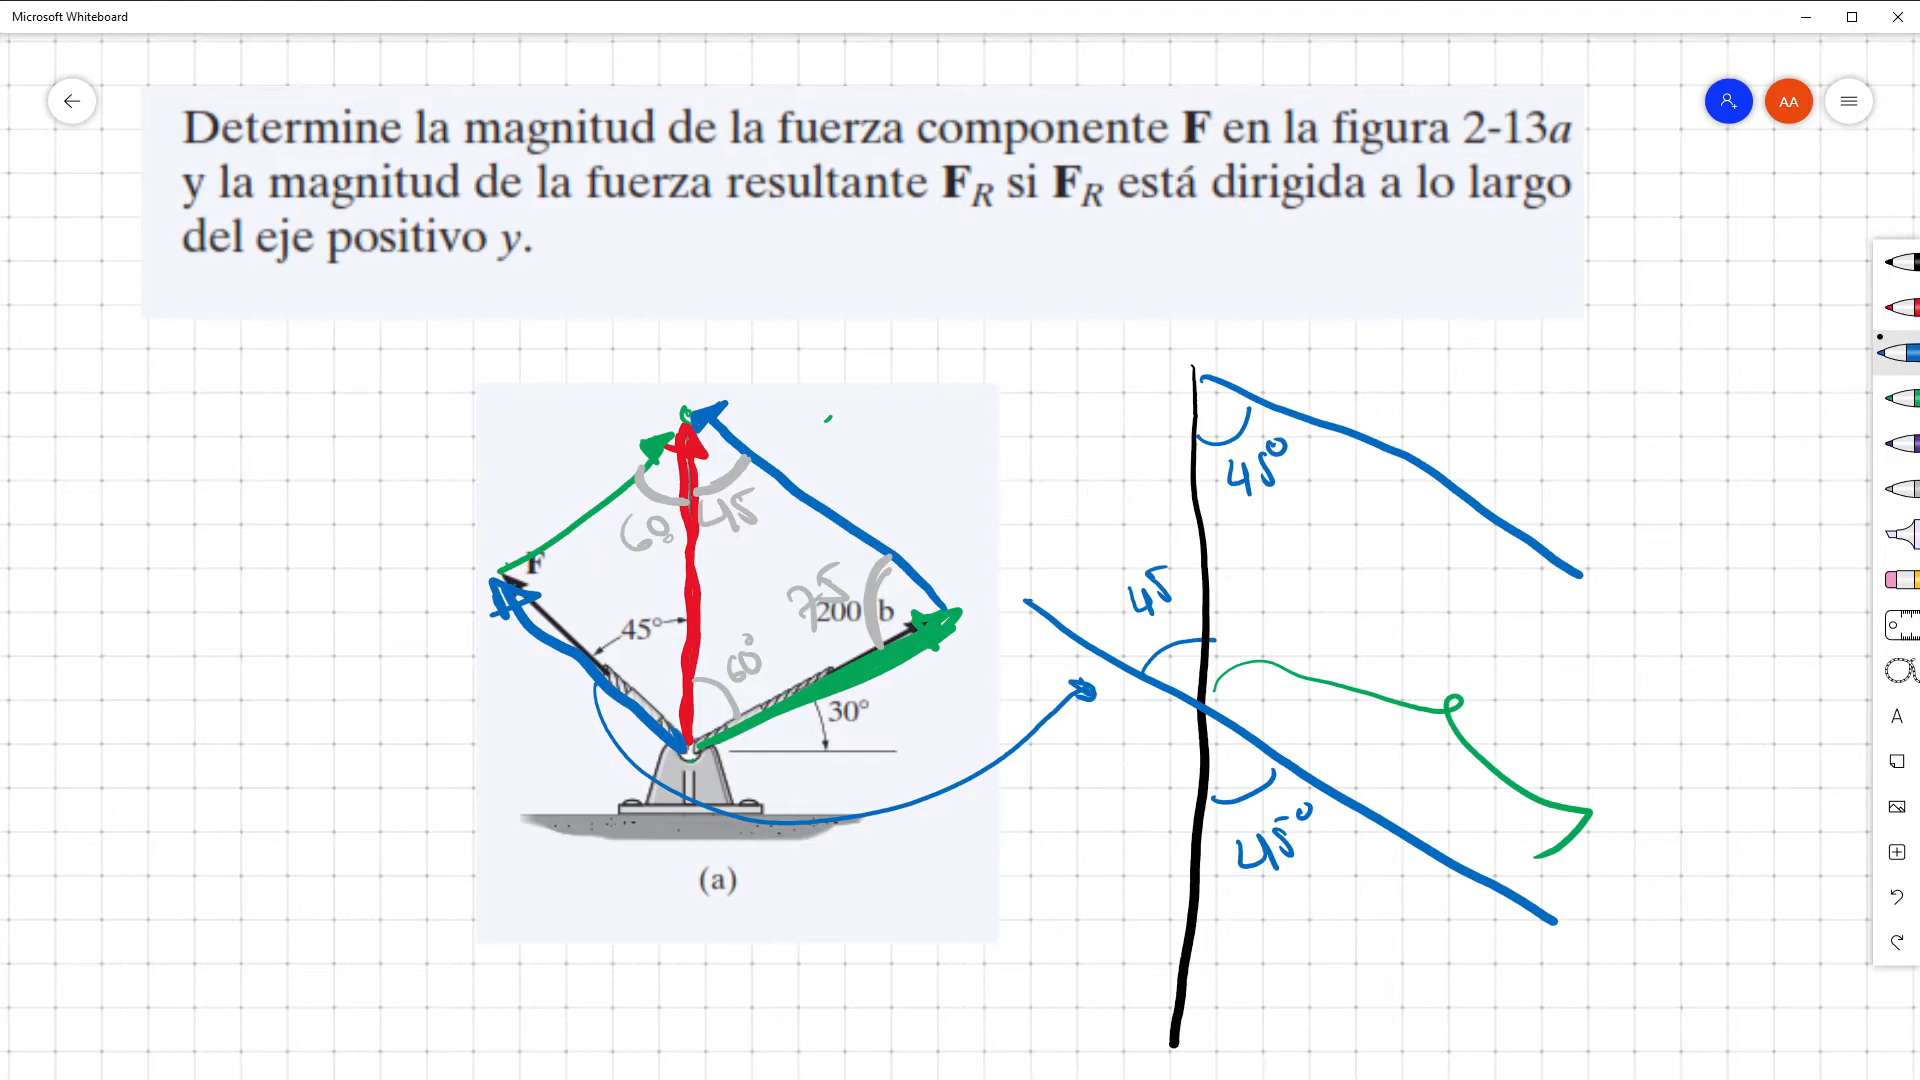 Microsoft Whiteboard
AA
Determine la magnitud de la fuerza componente F en la figura 2-13a
y la magnitud de la fuerza resultante FR si FR está dirigida a lo largo
del eje positivo y.
45°
60°
45
F
45
75
200 lb
45°
60°
30°
45°
(a)
A